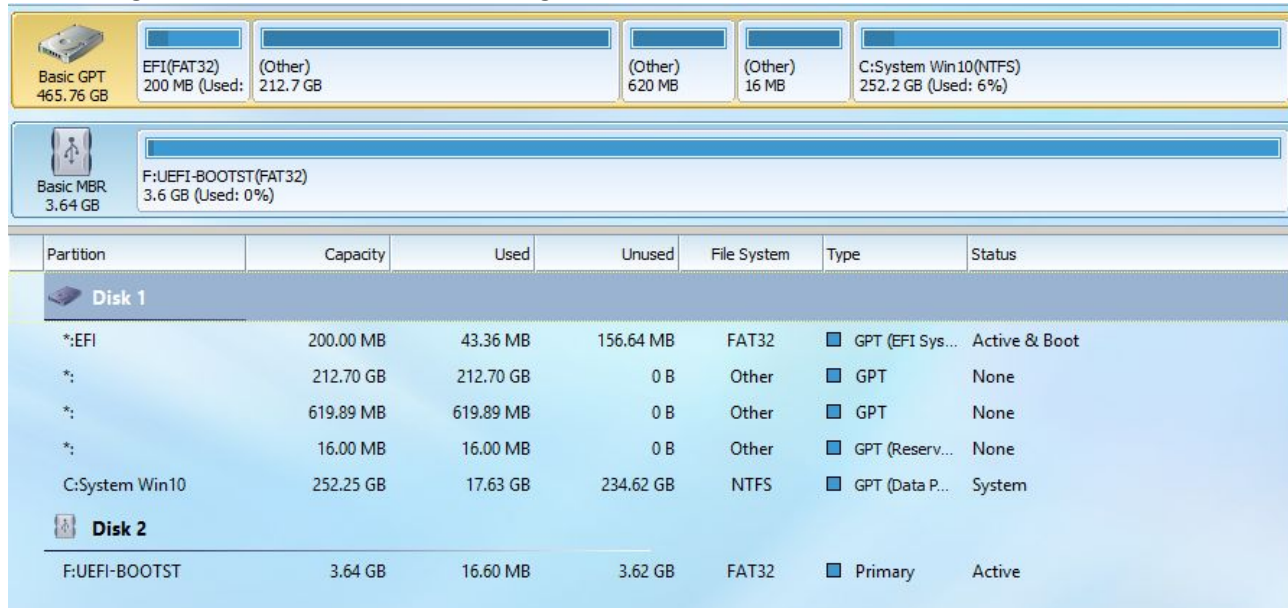 EFI(FAT32)
200 MB (Used:
(Other)
212.7 GB
(Other)
620 MB
(Other)
16 MB
C:System Win10(NTFS)
252.2 GB (Used: 6%)
Basic GPT
465.76 GB
F:UEFI-BOOTST(FAT32)
3.6 GB (Used: 0%)
Basic MBR
3.64 GB
Partition Capacity Used Unused File System Type Status
Disk 1
*:EFI 200.00 MB 43.36 MB 156.64 MB FAT32 GPT (EFI Sys... Active & Boot
*: 212.70 GB 212.70 GB 0 B Other GPT None
*: 619.89 MB 619.89 MB 0 B Other GPT None
*: 16.00 MB 16.00 MB 0 B Other GPT (Reserv... None
C:System Win10 252.25 GB 17.63 GB 234.62 GB NTFS GPT (Data P... System
Disk 2
F:UEFI-BOOTST 3.64 GB 16.60 MB 3.62 GB FAT32 Primary Active